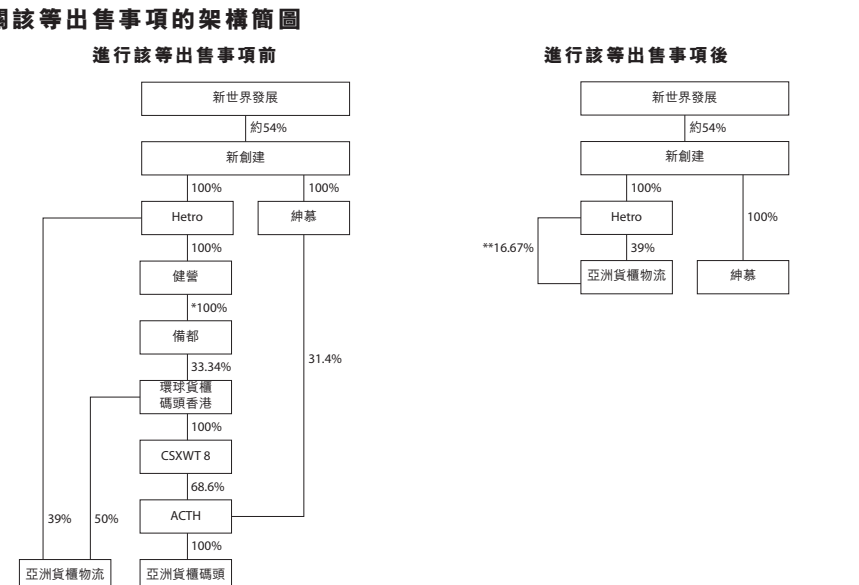 該等出售事項的架構簡圖
進行該等出售事項前
新世界發展
約54%
新創建
100%
100%
Hetro
紳慕
100%
健營
*100%
備都
33.34%
31.4%
環球貨櫃
碼頭香港
100%
CSXWT 8
68.6%
39%
50%
ACTH
100%
亞洲貨櫃物流
亞洲貨櫃碼頭
進行該等出售事項後
新世界發展
約54%
新創建
100%
Hetro
100%
**16.67%
39%
亞洲貨櫃物流
紳慕